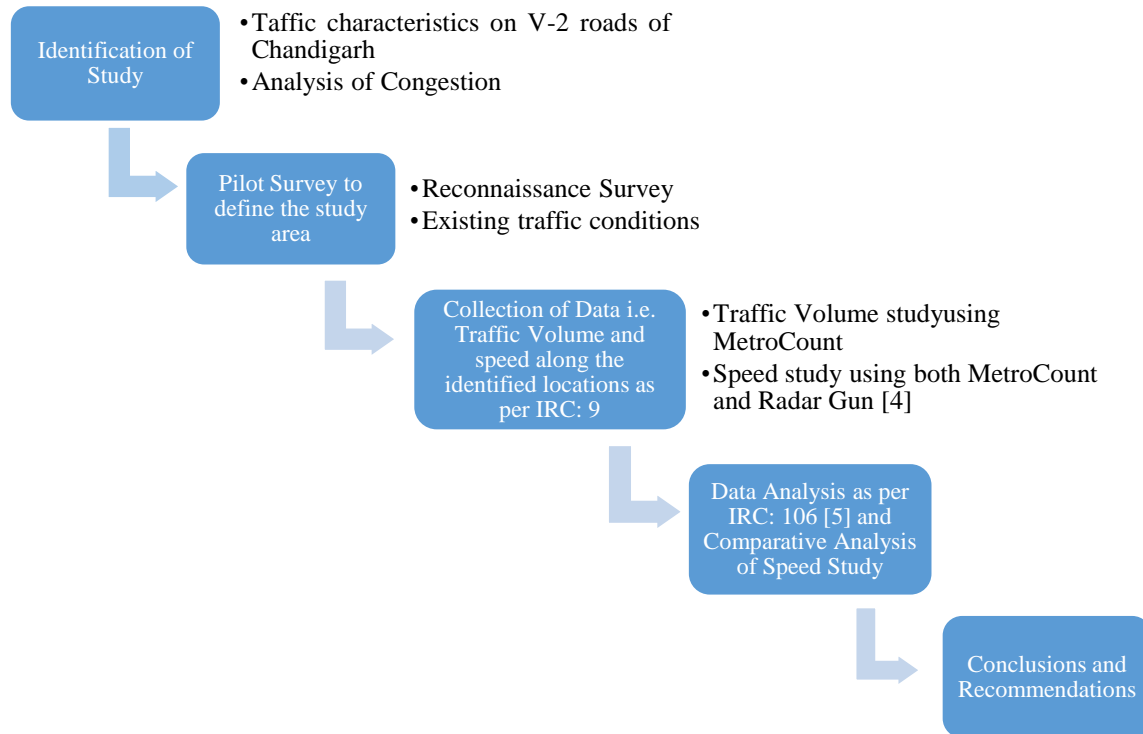 Identification of
Study
•Taffic characteristics on V-2 roads of
Chandigarh
•Analysis of Congestion
Pilot Survey to
define the study
area
•Reconnaissance Survey
•Existing traffic conditions
Collection of Data i.e.
Traffic Volume and
speed along the
identified locations as
per IRC: 9
•Traffic Volume studyusing
MetroCount
•Speed study using both MetroCount
and Radar Gun [4]
Data Analysis as per
IRC: 106 [5] and
Comparative Analysis
of Speed Study
Conclusions and
Recommendations